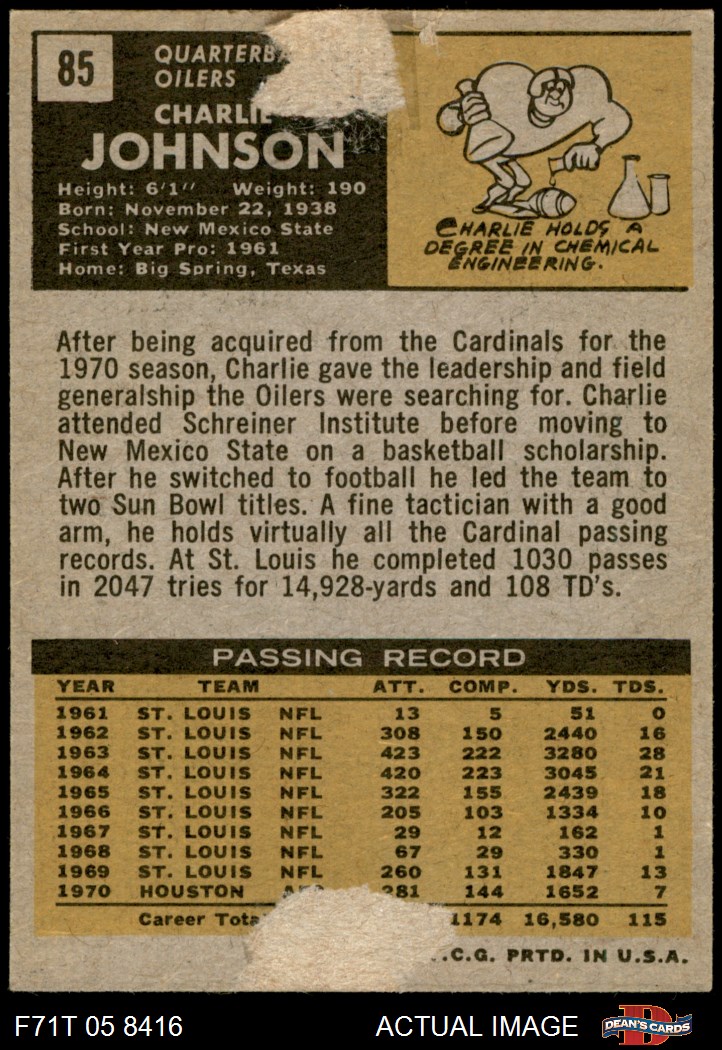 85
QUARTERB
OILERS
CHARLIE
JOHNSON
Height: 6'1" Weight: 190
Born: November 22, 1938
School: New Mexico State
First Year Pro: 1961
Home: Big Spring, Texas
CHARLIE HOLDS A
DEGREE IN CHEMICAL
ENGINEERING.
After being acquired from the Cardinals for the
1970 season, Charlie gave the leadership and field
generalship the Oilers were searching for. Charlie
attended Schreiner Institute before moving to
New Mexico State on a basketball scholarship.
After he switched to football he led the team to
two Sun Bowl titles. A fine tactician with a good
arm, he holds virtually all the Cardinal passing
records. At St. Louis he completed 1030 passes
in 2047 tries for 14,928-yards and 108 TD's.
PASSING RECORD
YEAR TEAM ATT. COMP. YDS. TDS.
1961 ST. LOUIS NFL 13 5 51 0
1962 ST. LOUIS NFL 308 150 2440 16
1963 ST. LOUIS NFL 423 222 3280 28
1964 ST. LOUIS NFL 420 223 3045 21
1965 ST. LOUIS NFL 322 155 2439 18
1966 ST. LOUIS NFL 205 103 1334 10
1967 ST. LOUIS NFL 29 12 162 1
1968 ST. LOUIS NFL 67 29 330 1
1969 ST. LOUIS NFL 260 131 1847 13
1970 HOUSTON 281 144 1652 7
Career Tota 1174 16,580 115
.C.G. PRTD. IN U.S.A.
F71T 05 8416 ACTUAL IMAGE DEAN'S CARDS